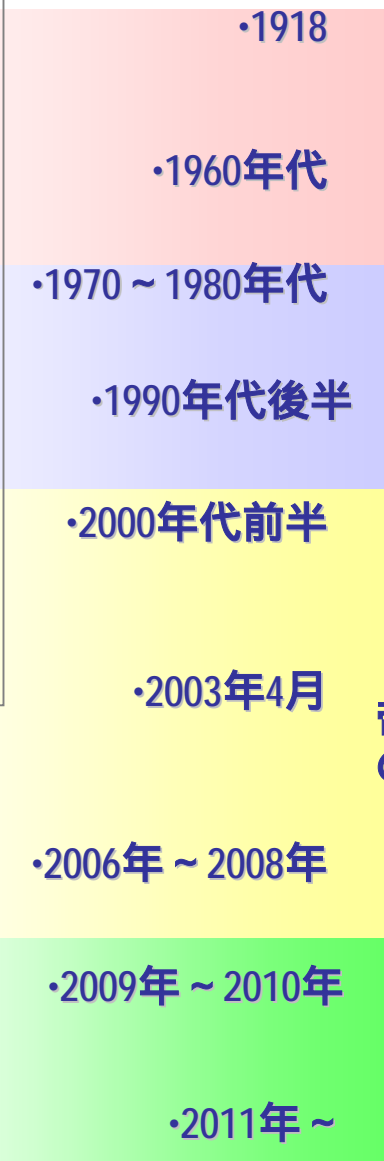 ・1918
・1960年代
・1970 ~ 1980年代
・1990年代後半
・2000年代前半
・2003年4月
・2006年 ~ 2008年
・2009年 ~ 2010年
・2011年 ~